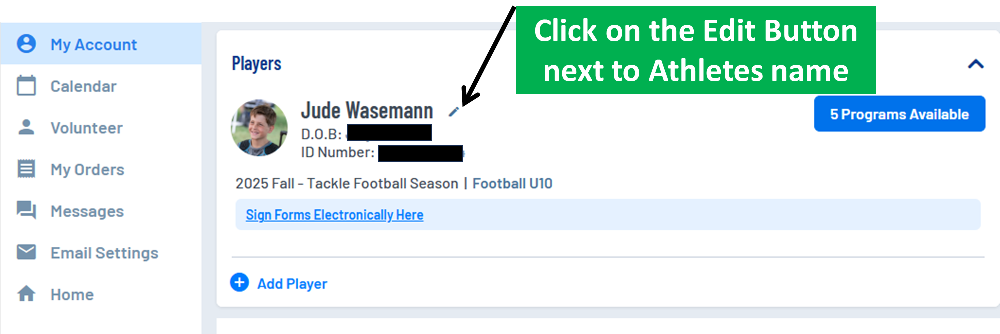 Click on the Edit Button
next to Athletes name
My Account
Calendar
Volunteer
My Orders
Messages
Email Settings
Home
Players
Jude Wasemann
5 Programs Available
D.O.B:
ID Number:
2025 Fall - Tackle Football Season | Football U10
Sign Forms Electronically Here
Add Player